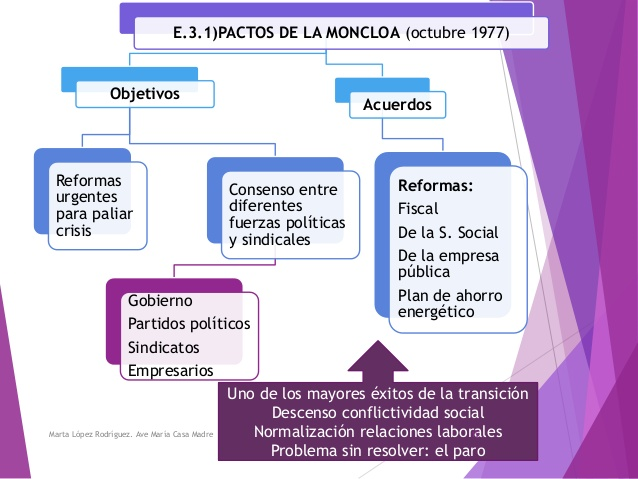 E.3.1)PACTOS DE LA MONCLOA (octubre 1977)
Objetivos
Acuerdos
Reformas
urgentes
para paliar
crisis
Consenso entre
diferentes
fuerzas políticas
y sindicales
Reformas:
Fiscal
De la S. Social
De la empresa
pública
Plan de ahorro
energético
Gobierno
Partidos políticos
Sindicatos
Empresarios
Uno de los mayores éxitos de la transición
Descenso conflictividad social
Normalización relaciones laborales
Problema sin resolver: el paro
Marta López Rodríguez. Ave María Casa Madre